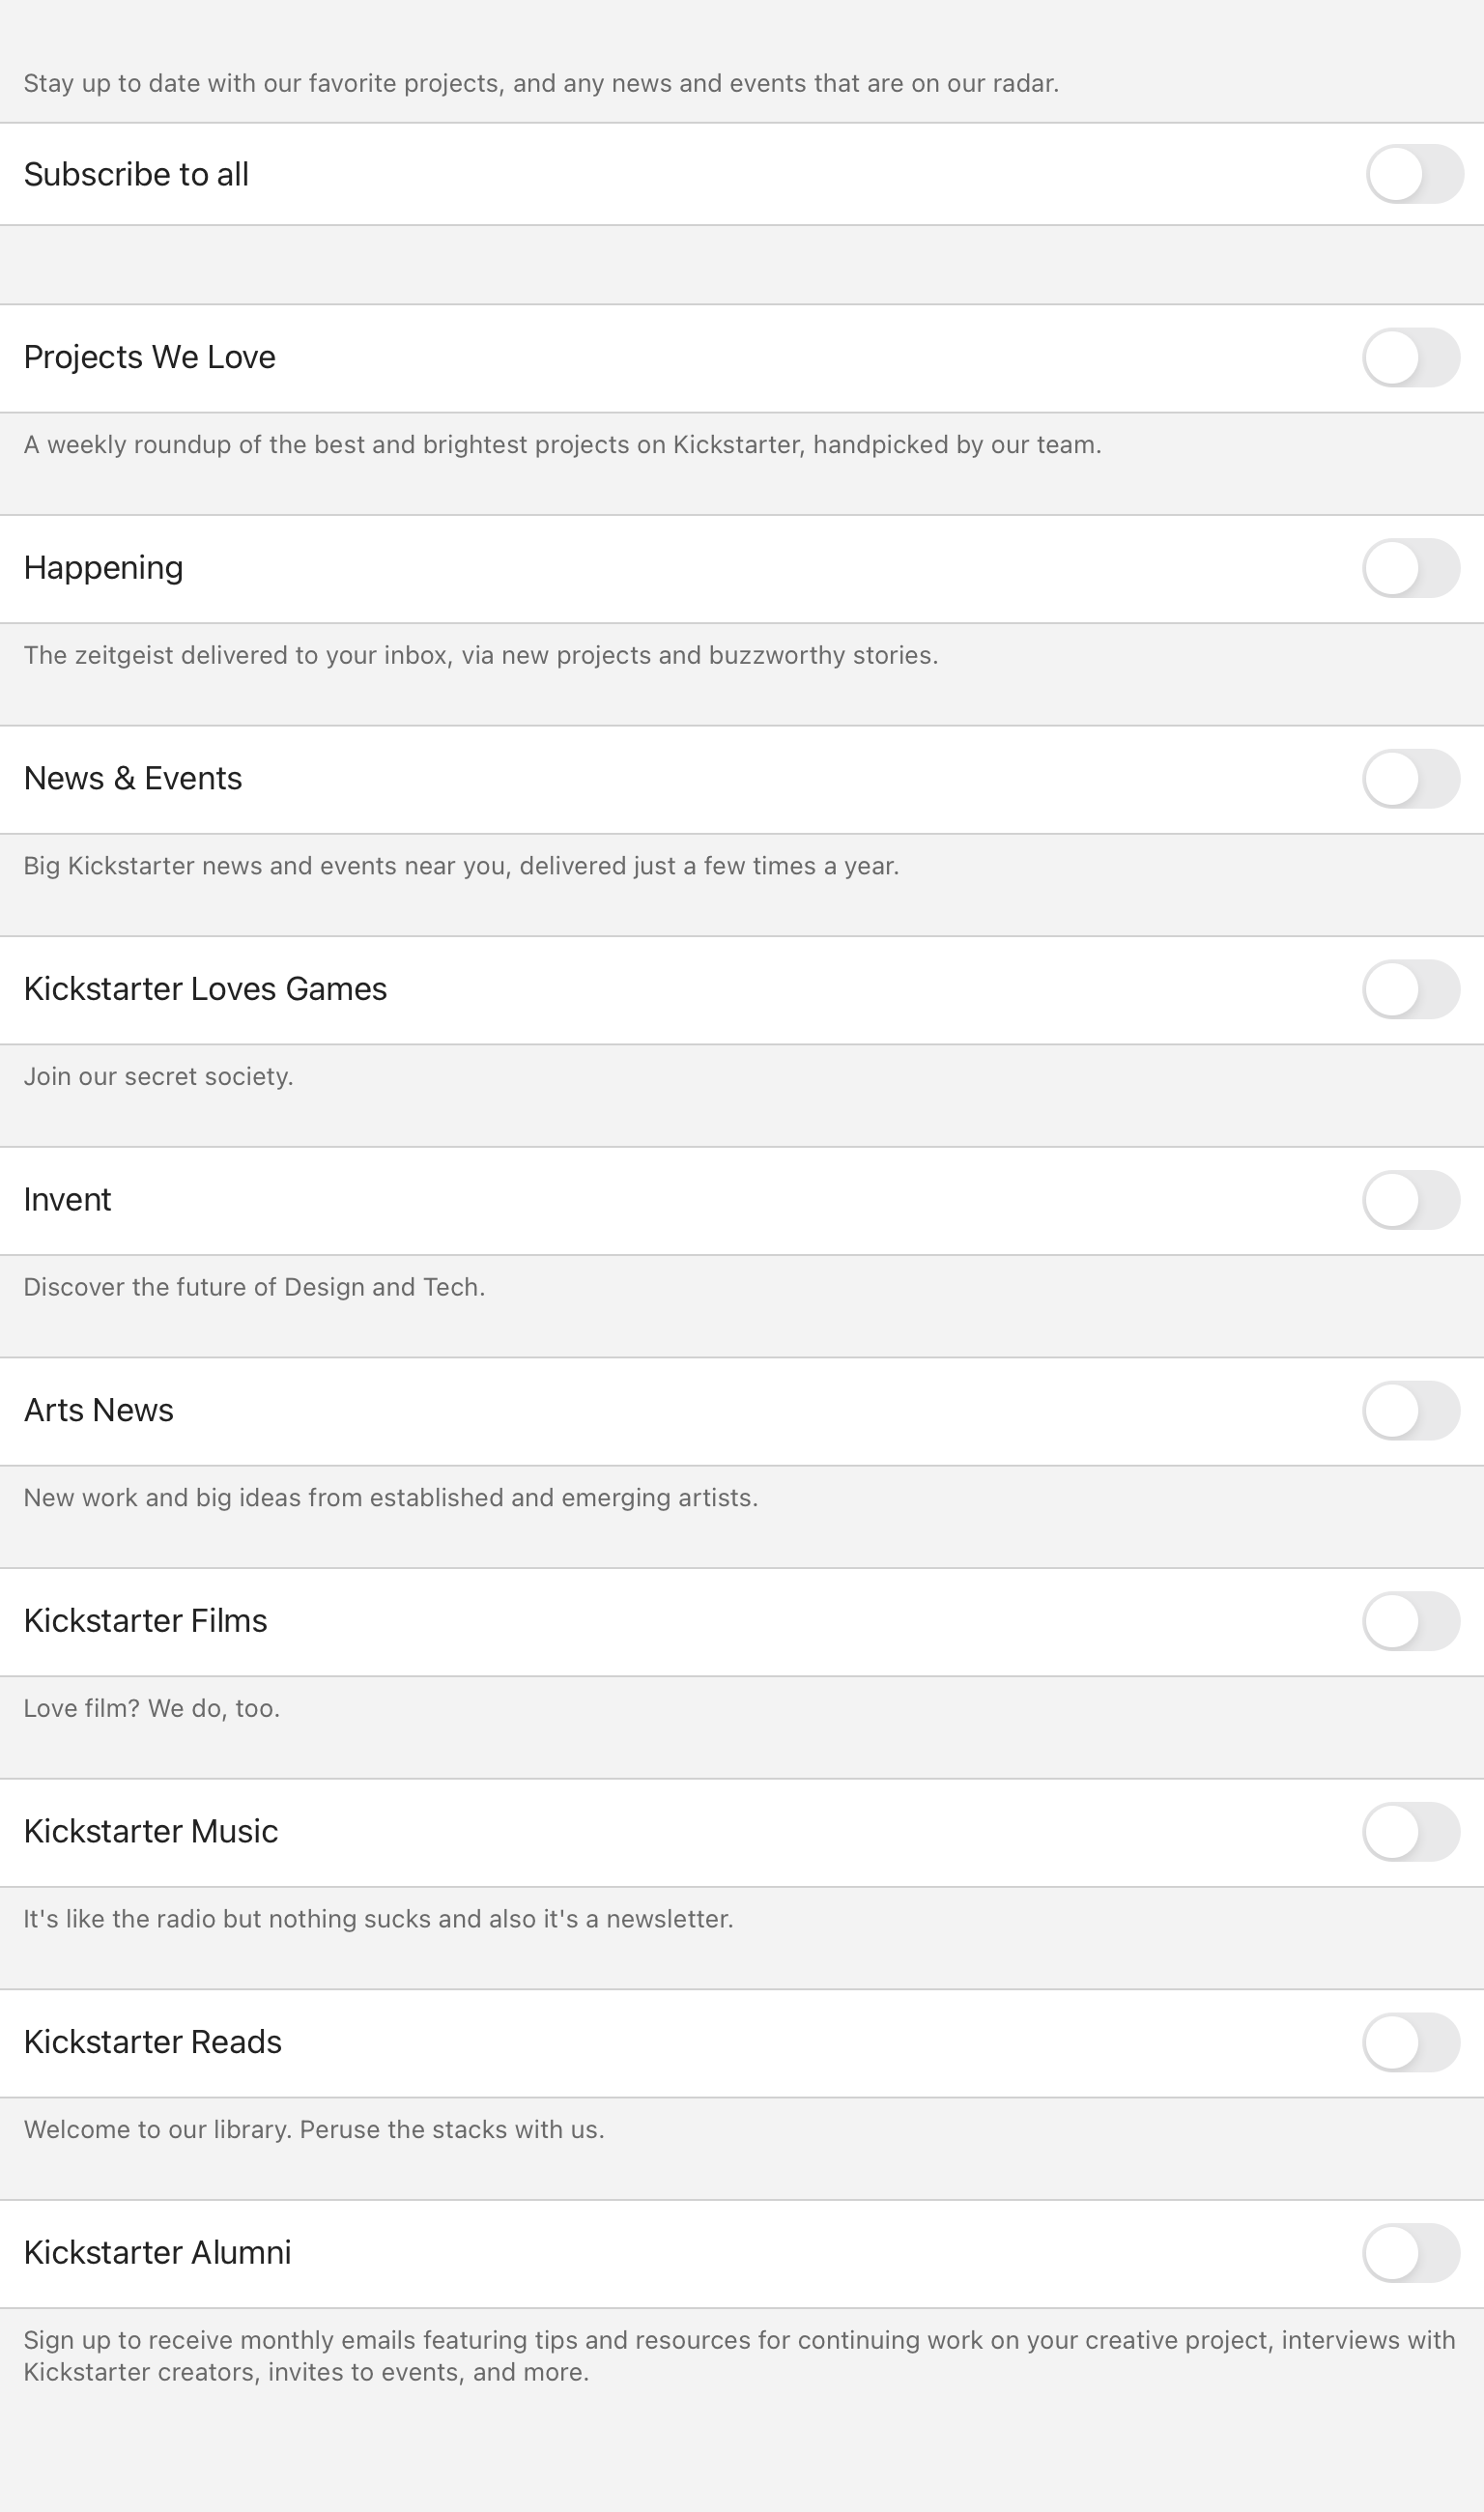 Stay up to date with our favorite projects, and any news and events that are on our radar.
Subscribe to all
Projects We Love
A weekly roundup of the best and brightest projects on Kickstarter, handpicked by our team.
Happening
The zeitgeist delivered to your inbox, via new projects and buzzworthy stories.
News & Events
Big Kickstarter news and events near you, delivered just a few times a year.
Kickstarter Loves Games
Join our secret society.
Invent
Discover the future of Design and Tech.
Arts News
New work and big ideas from established and emerging artists.
Kickstarter Films
Love film? We do, too.
Kickstarter Music
It's like the radio but nothing sucks and also it's a newsletter.
Kickstarter Reads
Welcome to our library. Peruse the stacks with us.
Kickstarter Alumni
Sign up to receive monthly emails featuring tips and resources for continuing work on your creative project, interviews with
Kickstarter creators, invites to events, and more.